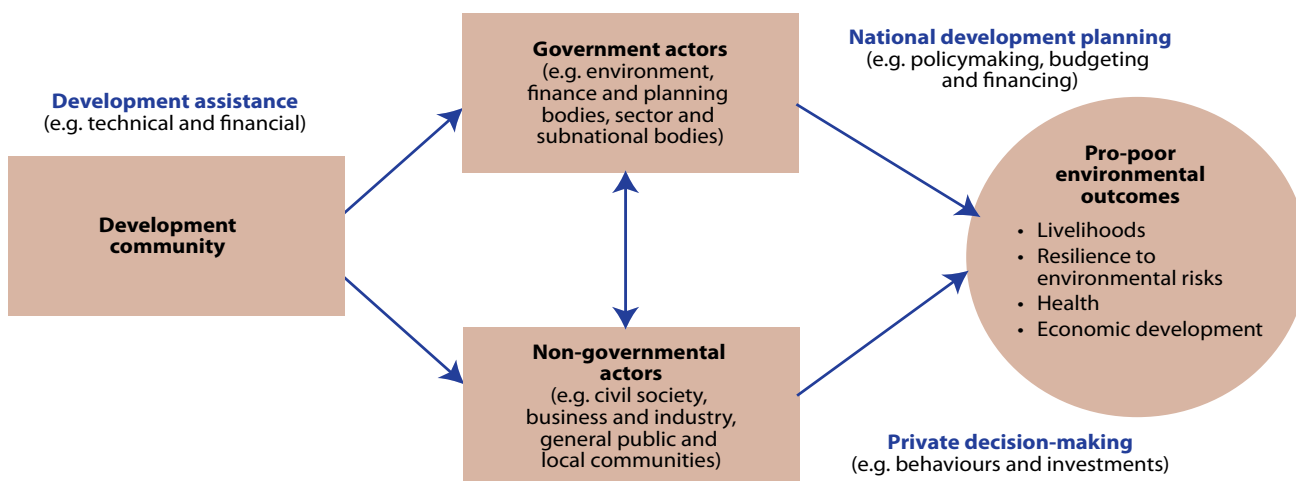 Development assistance
(e.g. technical and financial)
Development
community
Government actors
(e.g. environment,
finance and planning
bodies, sector and
subnational bodies)
Non-governmental
actors
(e.g. civil society,
business and industry,
general public and
local communities)
National development planning
(e.g. policymaking, budgeting
and financing)
Pro-poor
environmental
outcomes
• Livelihoods
• Resilience to
environmental risks
• Health
• Economic development
Private decision-making
(e.g. behaviours and investments)